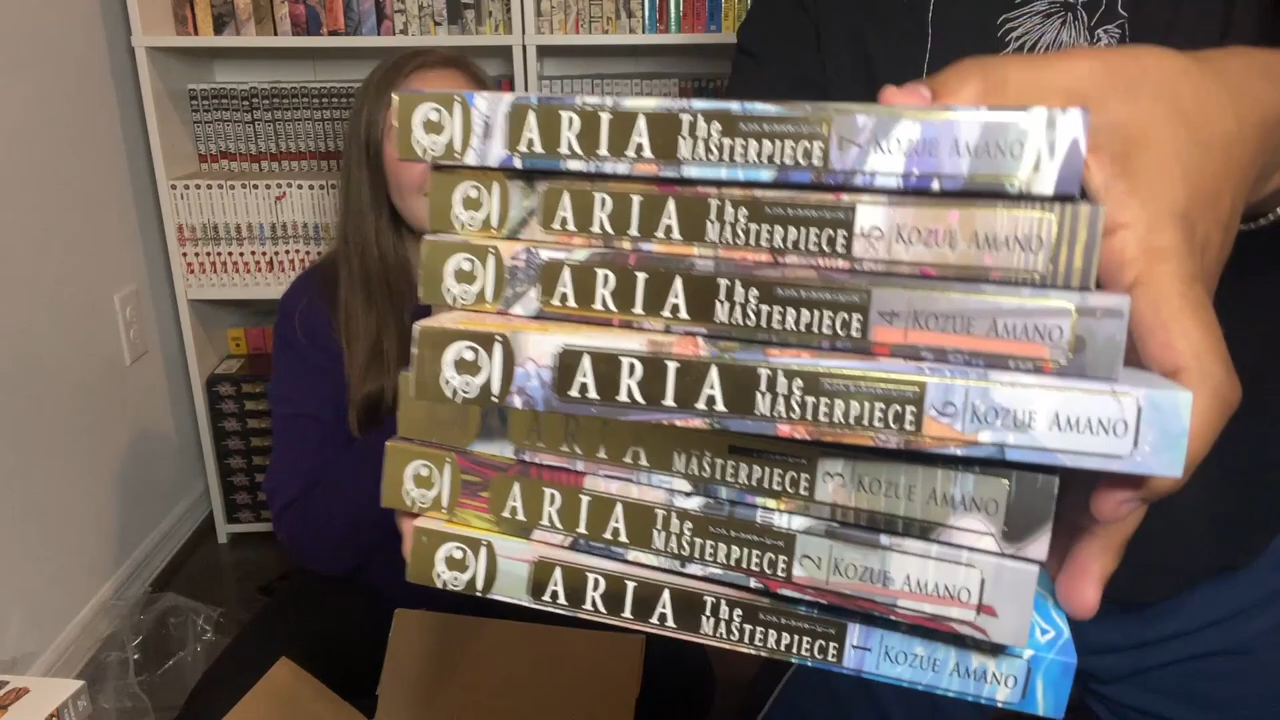 ARIA The MASTERPIECE 7 KOZUE AMANO
ARIA The MASTERPIECE 5 KOZUE AMANO
ARIA The MASTERPIECE 4 KOZUE AMANO
ARIA The MASTERPIECE 6 KOZUE AMANO
ARIA MASTERPIECE 3 KOZUE AMANO
ARIA The MASTERPIECE 2 KOZUE AMANO
ARIA The MASTERPIECE 1 KOZUE AMANO